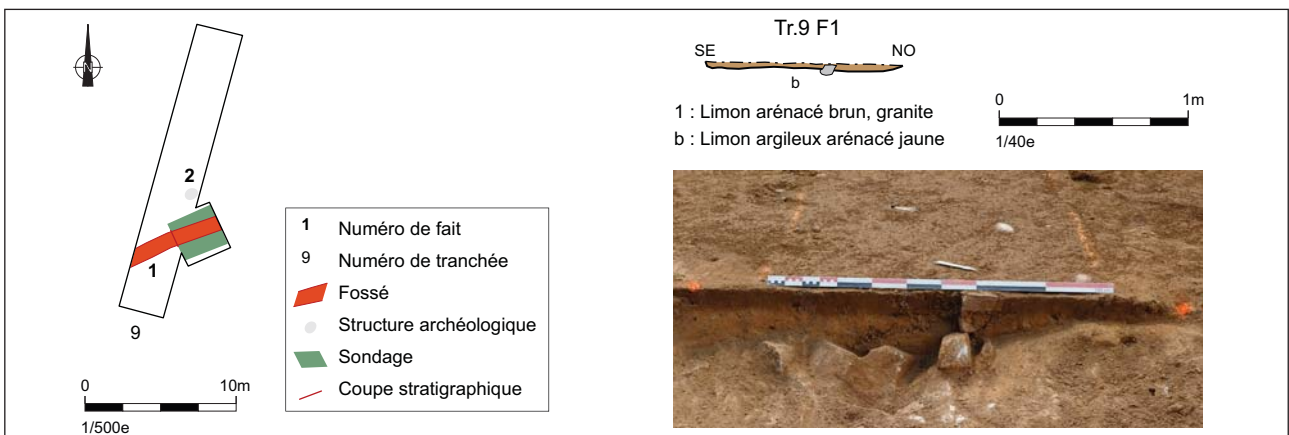 N
2
1
9
0 10m
1/500e
1 Numéro de fait
9 Numéro de tranchée
Fossé
Structure archéologique
Sondage
Coupe stratigraphique
Tr.9 F1
SE NO
b
1 : Limon arénacé brun, granite
b : Limon argileux arénacé jaune
0 1m
1/40e